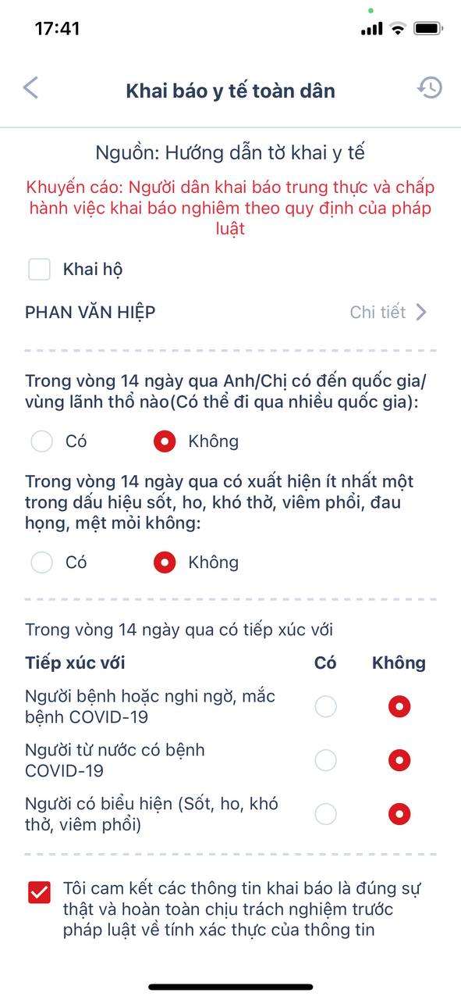 17:41
Khai báo y tế toàn dân
Nguồn: Hướng dẫn tờ khai y tế
Khuyến cáo: Người dân khai báo trung thực và chấp
hành việc khai báo nghiêm theo quy định của pháp
luật
Khai hộ
PHAN VĂN HIỆP Chi tiết
Trong vòng 14 ngày qua Anh/Chị có đến quốc gia/
vùng lãnh thổ nào(Có thể đi qua nhiều quốc gia):
Có Không
Trong vòng 14 ngày qua có xuất hiện ít nhất một
trong dấu hiệu sốt, ho, khó thở, viêm phổi, đau
họng, mệt mỏi không:
Có Không
Trong vòng 14 ngày qua có tiếp xúc với
Tiếp xúc với Có Không
Người bệnh hoặc nghi ngờ, mắc
bệnh COVID-19
Người từ nước có bệnh
COVID-19
Người có biểu hiện (Sốt, ho, khó
thở, viêm phổi)
Tôi cam kết các thông tin khai báo là đúng sự
thật và hoàn toàn chịu trách nghiệm trước
pháp luật về tính xác thực của thông tin